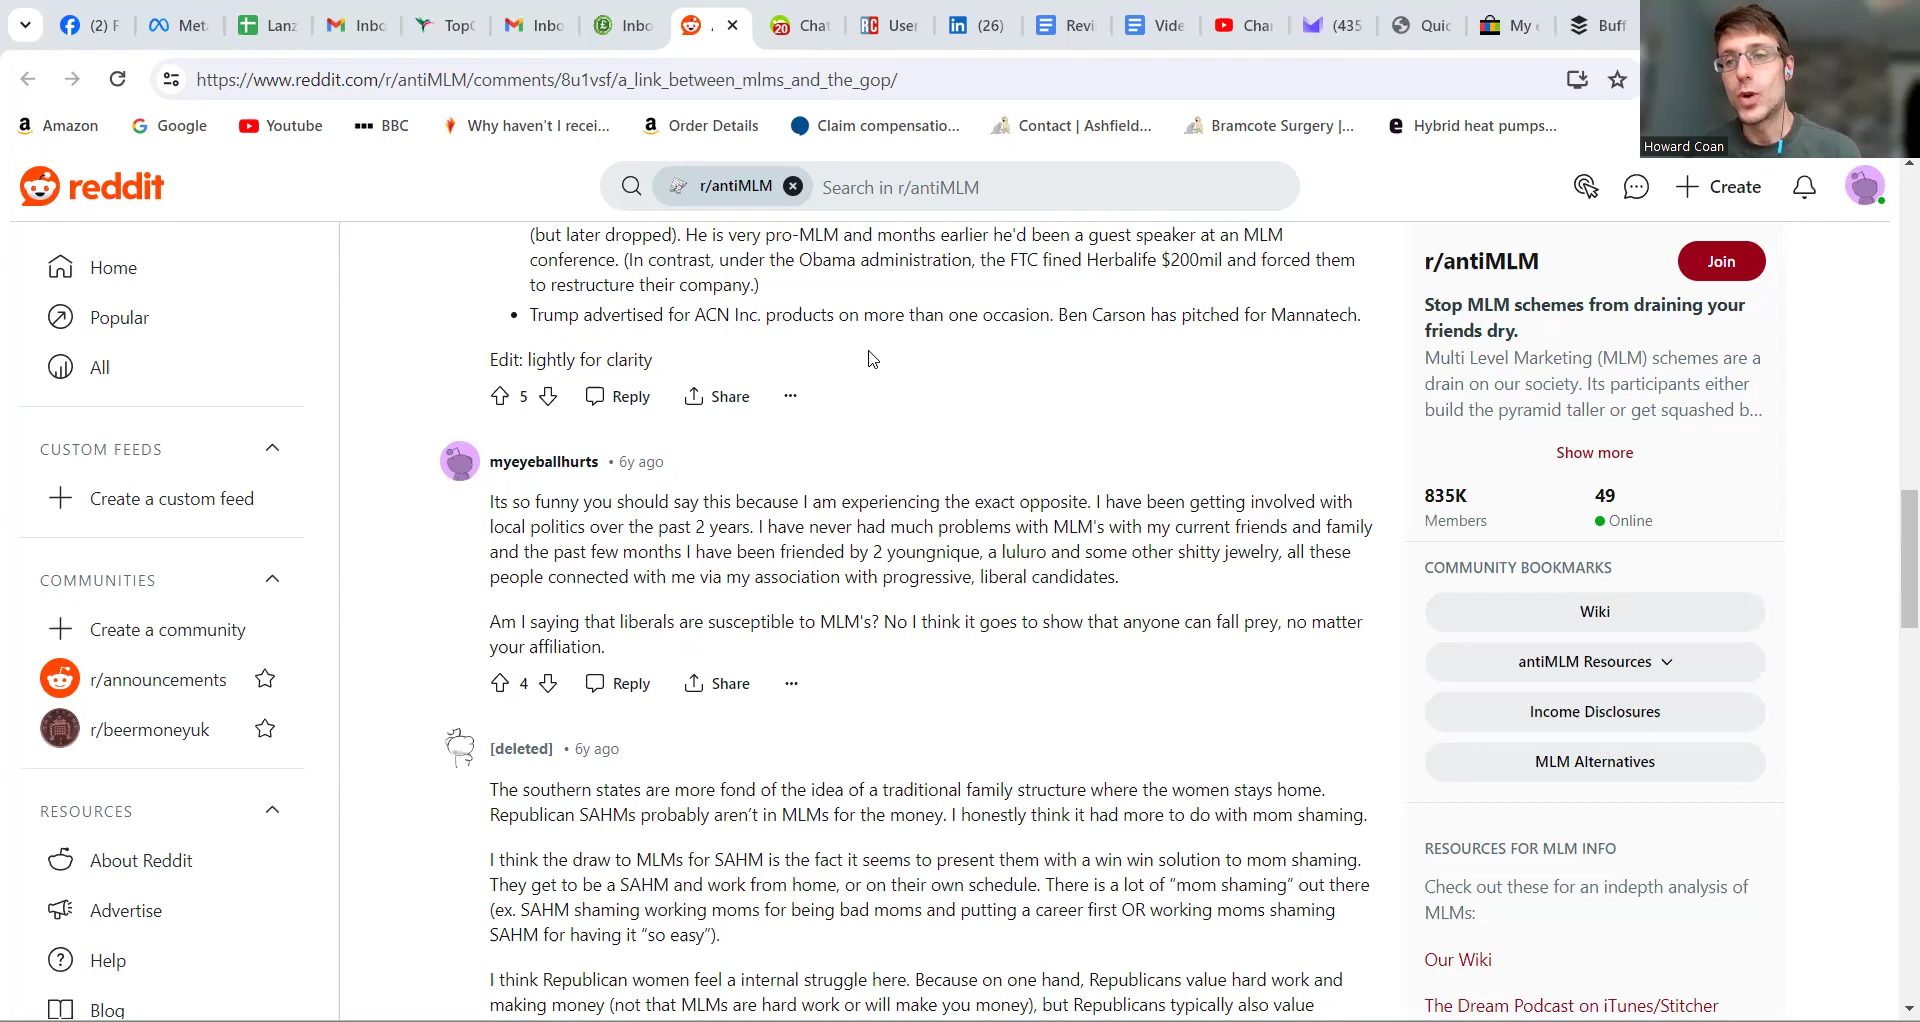 (2) F
Meta
Lanz
Inbo
Top
Inbo
Inbo
Chat
User
(26)
Revi
Vide
Cha
(435
Quic
My e
Buff
https://www.reddit.com/r/antiMLM/comments/8u1vsf/a_link_between_mlms_and_the_gop/
Amazon
Google
Youtube
BBC
Why haven't I recei...
Order Details
Claim compensatio...
Contact | Ashfield...
Bramcote Surgery |...
Hybrid heat pumps...
Howard Coan
reddit
r/antiMLM
Search in r/antiMLM
Create
Home
Popular
All
CUSTOM FEEDS
Create a custom feed
COMMUNITIES
Create a community
r/announcements
r/beermoneyuk
RESOURCES
About Reddit
Advertise
Help
Blog
(but later dropped). He is very pro-MLM and months earlier he'd been a guest speaker at an MLM
conference. (In contrast, under the Obama administration, the FTC fined Herbalife $200mil and forced them
to restructure their company.)
• Trump advertised for ACN Inc. products on more than one occasion. Ben Carson has pitched for Mannatech.
Edit: lightly for clarity
5 Reply Share ...
myeyeballhurts • 6y ago
Its so funny you should say this because I am experiencing the exact opposite. I have been getting involved with
local politics over the past 2 years. I have never had much problems with MLM's with my current friends and family
and the past few months I have been friended by 2 youngnique, a luluro and some other shitty jewelry, all these
people connected with me via my association with progressive, liberal candidates.
Am I saying that liberals are susceptible to MLM's? No I think it goes to show that anyone can fall prey, no matter
your affiliation.
4 Reply Share ...
[deleted] • 6y ago
The southern states are more fond of the idea of a traditional family structure where the women stays home.
Republican SAHMs probably aren’t in MLMs for the money. I honestly think it had more to do with mom shaming.
I think the draw to MLMs for SAHM is the fact it seems to present them with a win win solution to mom shaming.
They get to be a SAHM and work from home, or on their own schedule. There is a lot of “mom shaming” out there
(ex. SAHM shaming working moms for being bad moms and putting a career first OR working moms shaming
SAHM for having it “so easy”).
I think Republican women feel a internal struggle here. Because on one hand, Republicans value hard work and
making money (not that MLMs are hard work or will make you money), but Republicans typically also value
r/antiMLM
Join
Stop MLM schemes from draining your
friends dry.
Multi Level Marketing (MLM) schemes are a
drain on our society. Its participants either
build the pyramid taller or get squashed b...
Show more
835K 49
Members Online
COMMUNITY BOOKMARKS
Wiki
antiMLM Resources
Income Disclosures
MLM Alternatives
RESOURCES FOR MLM INFO
Check out these for an indepth analysis of
MLMs:
Our Wiki
The Dream Podcast on iTunes/Stitcher